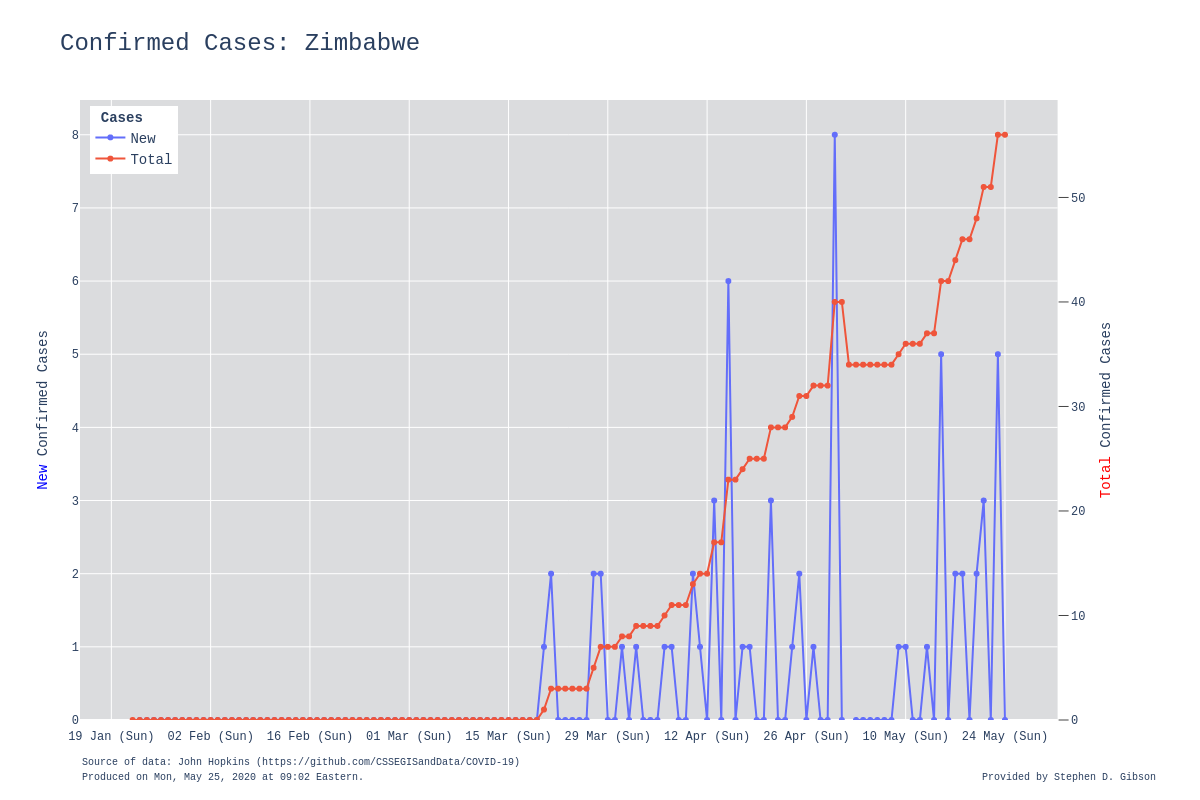 Confirmed Cases: Zimbabwe
Cases
New
Total
8
7
6
5
4
3
2
1
0
New Confirmed Cases
50
40
30
20
10
0
Total Confirmed Cases
19 Jan (Sun) 02 Feb (Sun) 16 Feb (Sun) 01 Mar (Sun) 15 Mar (Sun) 29 Mar (Sun) 12 Apr (Sun) 26 Apr (Sun) 10 May (Sun) 24 May (Sun)
Source of data: John Hopkins (https://github.com/CSSEGISandData/COVID-19)
Produced on Mon, May 25, 2020 at 09:02 Eastern.
Provided by Stephen D. Gibson